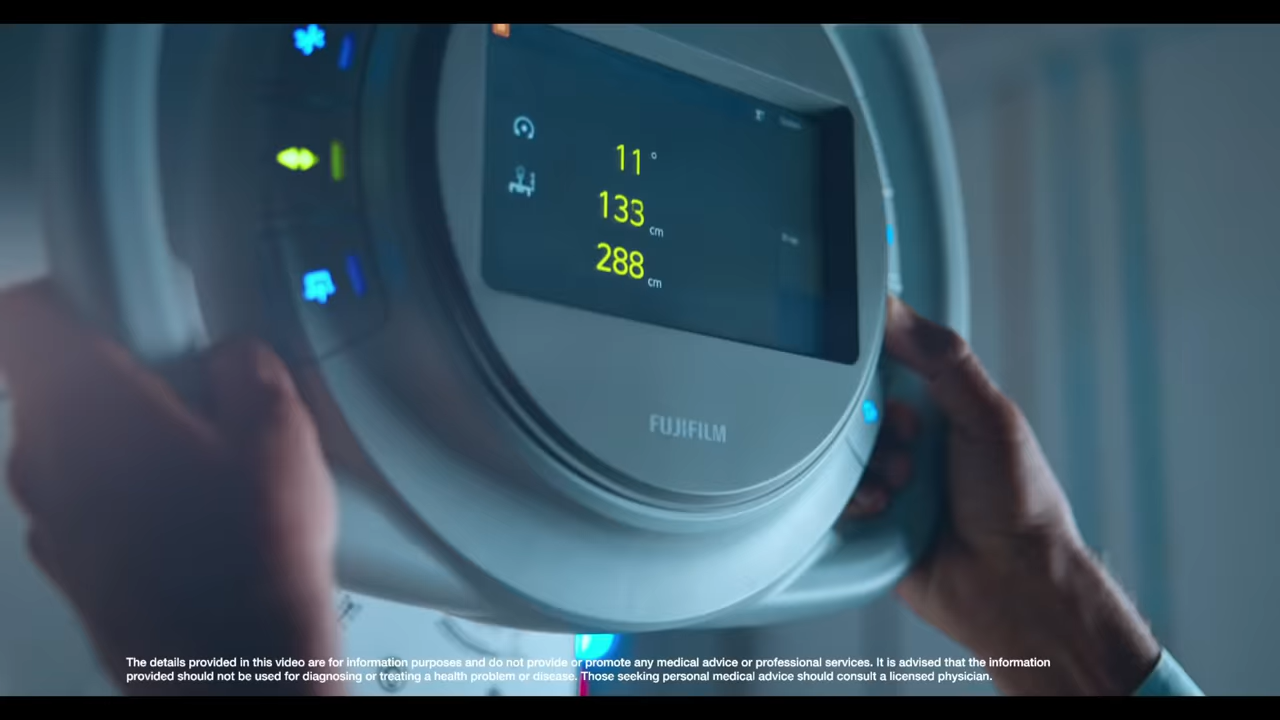 11°
133 cm
288 cm
FUJIFILM
The details provided in this video are for information purposes and do not provide or promote any medical advice or professional services. It is advised that the information
provided should not be used for diagnosing or treating a health problem or disease. Those seeking personal medical advice should consult a licensed physician.